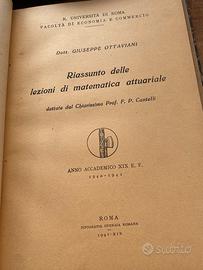 R. UNIVERSITÀ DI ROMA
FACOLTÀ DI ECONOMIA E COMMERCIO
Dott. GIUSEPPE OTTAVIANI
Riassunto delle
lezioni di matematica attuariale
dettate dal Chiarissimo Prof. F. P. Cantelli
ANNO ACCADEMICO XIX E. F.
1940-1941
ROMA
TIPOGRAFIA OPERAIA ROMANA
1941-XIX
subito